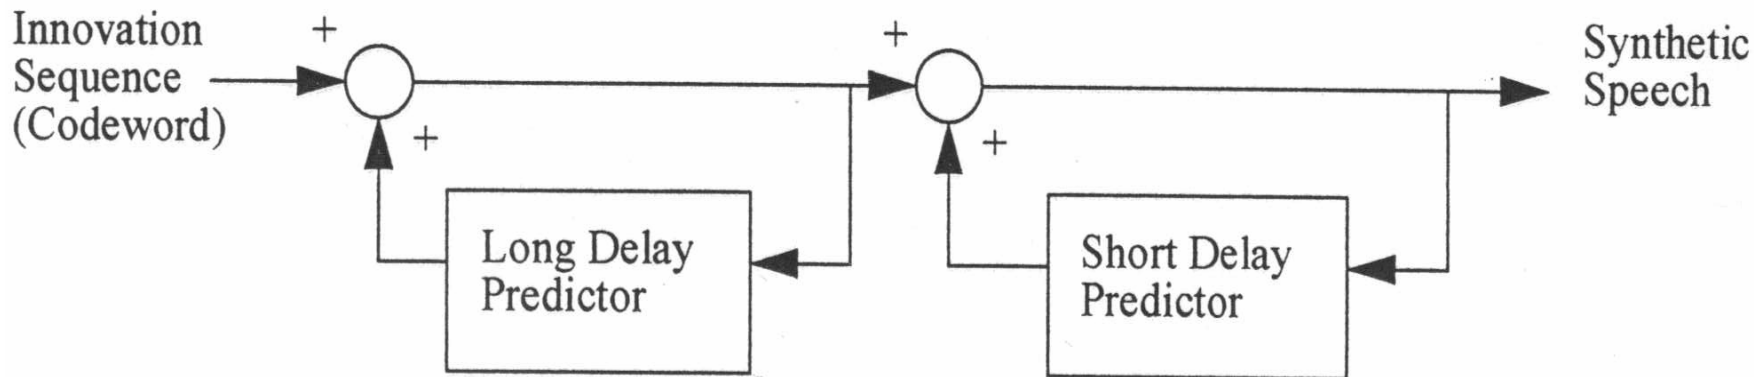 Innovation
Sequence
(Codeword)
+
+
Long Delay
Predictor
+
+
Short Delay
Predictor
Synthetic
Speech